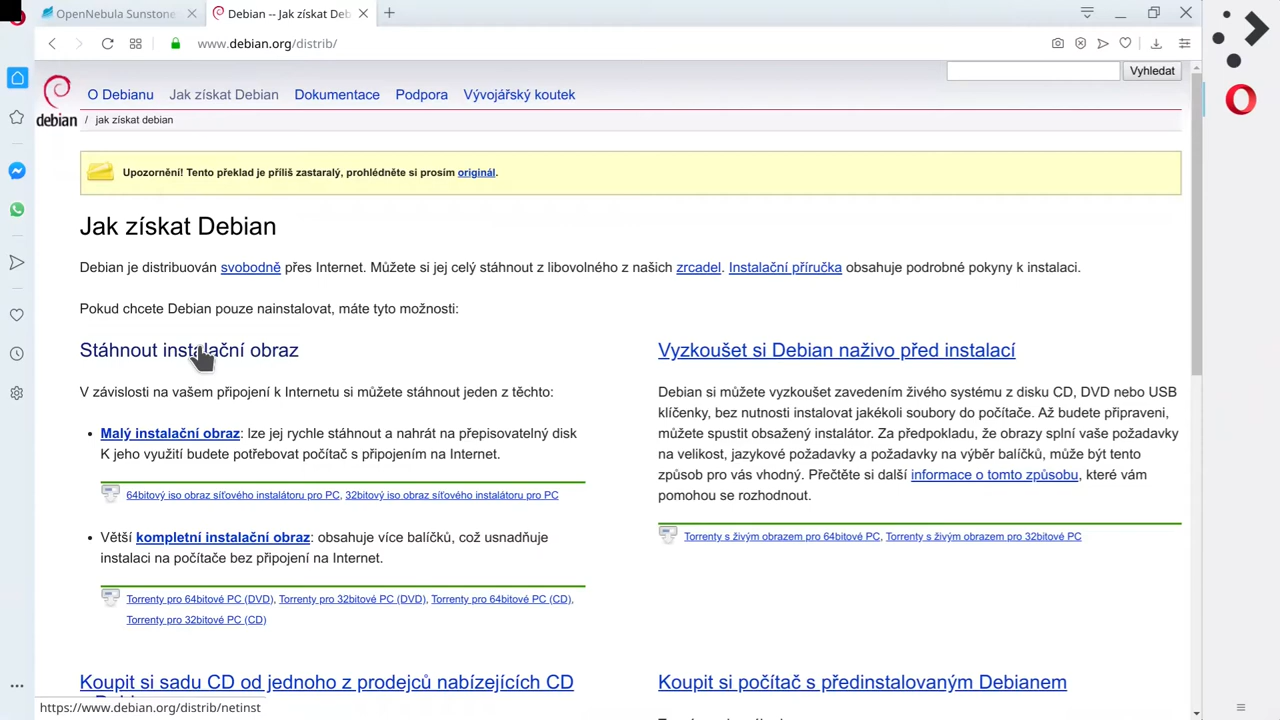 OpenNebula Sunstone
Debian -- Jak získat Deb
www.debian.org/distrib/
Vyhledat
debian
O Debianu Jak získat Debian Dokumentace Podpora Vývojářský koutek
/ jak získat debian
Upozornění! Tento překlad je příliš zastaralý, prohlédněte si prosím originál.
Jak získat Debian
Debian je distribuován svobodně přes Internet. Můžete si jej celý stáhnout z libovolného z našich zrcadel. Instalační příručka obsahuje podrobné pokyny k instalaci.
Pokud chcete Debian pouze nainstalovat, máte tyto možnosti:
Stáhnout instalační obraz
V závislosti na vašem připojení k Internetu si můžete stáhnout jeden z těchto:
Malý instalační obraz: lze jej rychle stáhnout a nahrát na přepisovatelný disk
K jeho využití budete potřebovat počítač s připojením na Internet.
64bitový iso obraz síťového instalátoru pro PC, 32bitový iso obraz síťového instalátoru pro PC
Větší kompletní instalační obraz: obsahuje více balíčků, což usnadňuje
instalaci na počítače bez připojení na Internet.
Torrenty pro 64bitové PC (DVD), Torrenty pro 32bitové PC (DVD), Torrenty pro 64bitové PC (CD),
Torrenty pro 32bitové PC (CD)
Koupit si sadu CD od jednoho z prodejců nabízejících CD
Vyzkoušet si Debian naživo před instalací
Debian si můžete vyzkoušet zavedením živého systému z disku CD, DVD nebo USB
klíčenky, bez nutnosti instalovat jakékoli soubory do počítače. Až budete připraveni,
můžete spustit obsažený instalátor. Za předpokladu, že obrazy splní vaše požadavky
na velikost, jazykové požadavky a požadavky na výběr balíčků, může být tento
způsob pro vás vhodný. Přečtěte si další informace o tomto způsobu, které vám
pomohou se rozhodnout.
Torrenty s živým obrazem pro 64bitové PC, Torrenty s živým obrazem pro 32bitové PC
Koupit si počítač s předinstalovaným Debianem
https://www.debian.org/distrib/netinst